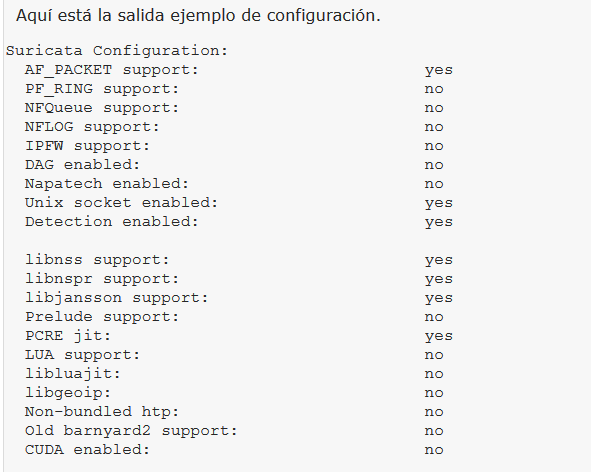 Aquí está la salida ejemplo de configuración.
Suricata Configuration:
AF_PACKET support: yes
PF_RING support: no
NFQueue support: no
NFLOG support: no
IPFW support: no
DAG enabled: no
Napatech enabled: no
Unix socket enabled: yes
Detection enabled: yes
libnss support: yes
libnspr support: yes
libjansson support: yes
Prelude support: no
PCRE jit: yes
LUA support: no
libluajit: no
libgeoip: no
Non-bundled htp: no
Old barnyard2 support: no
CUDA enabled: no